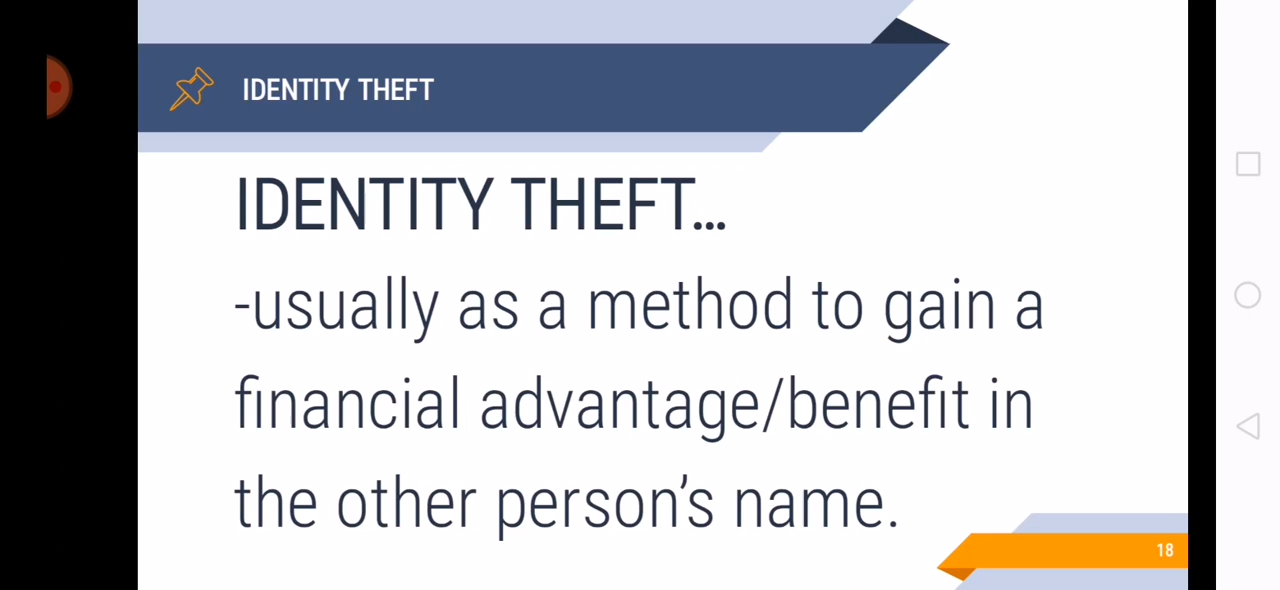 IDENTITY THEFT
IDENTITY THEFT...
-usually as a method to gain a
financial advantage/benefit in
the other person's name.
18